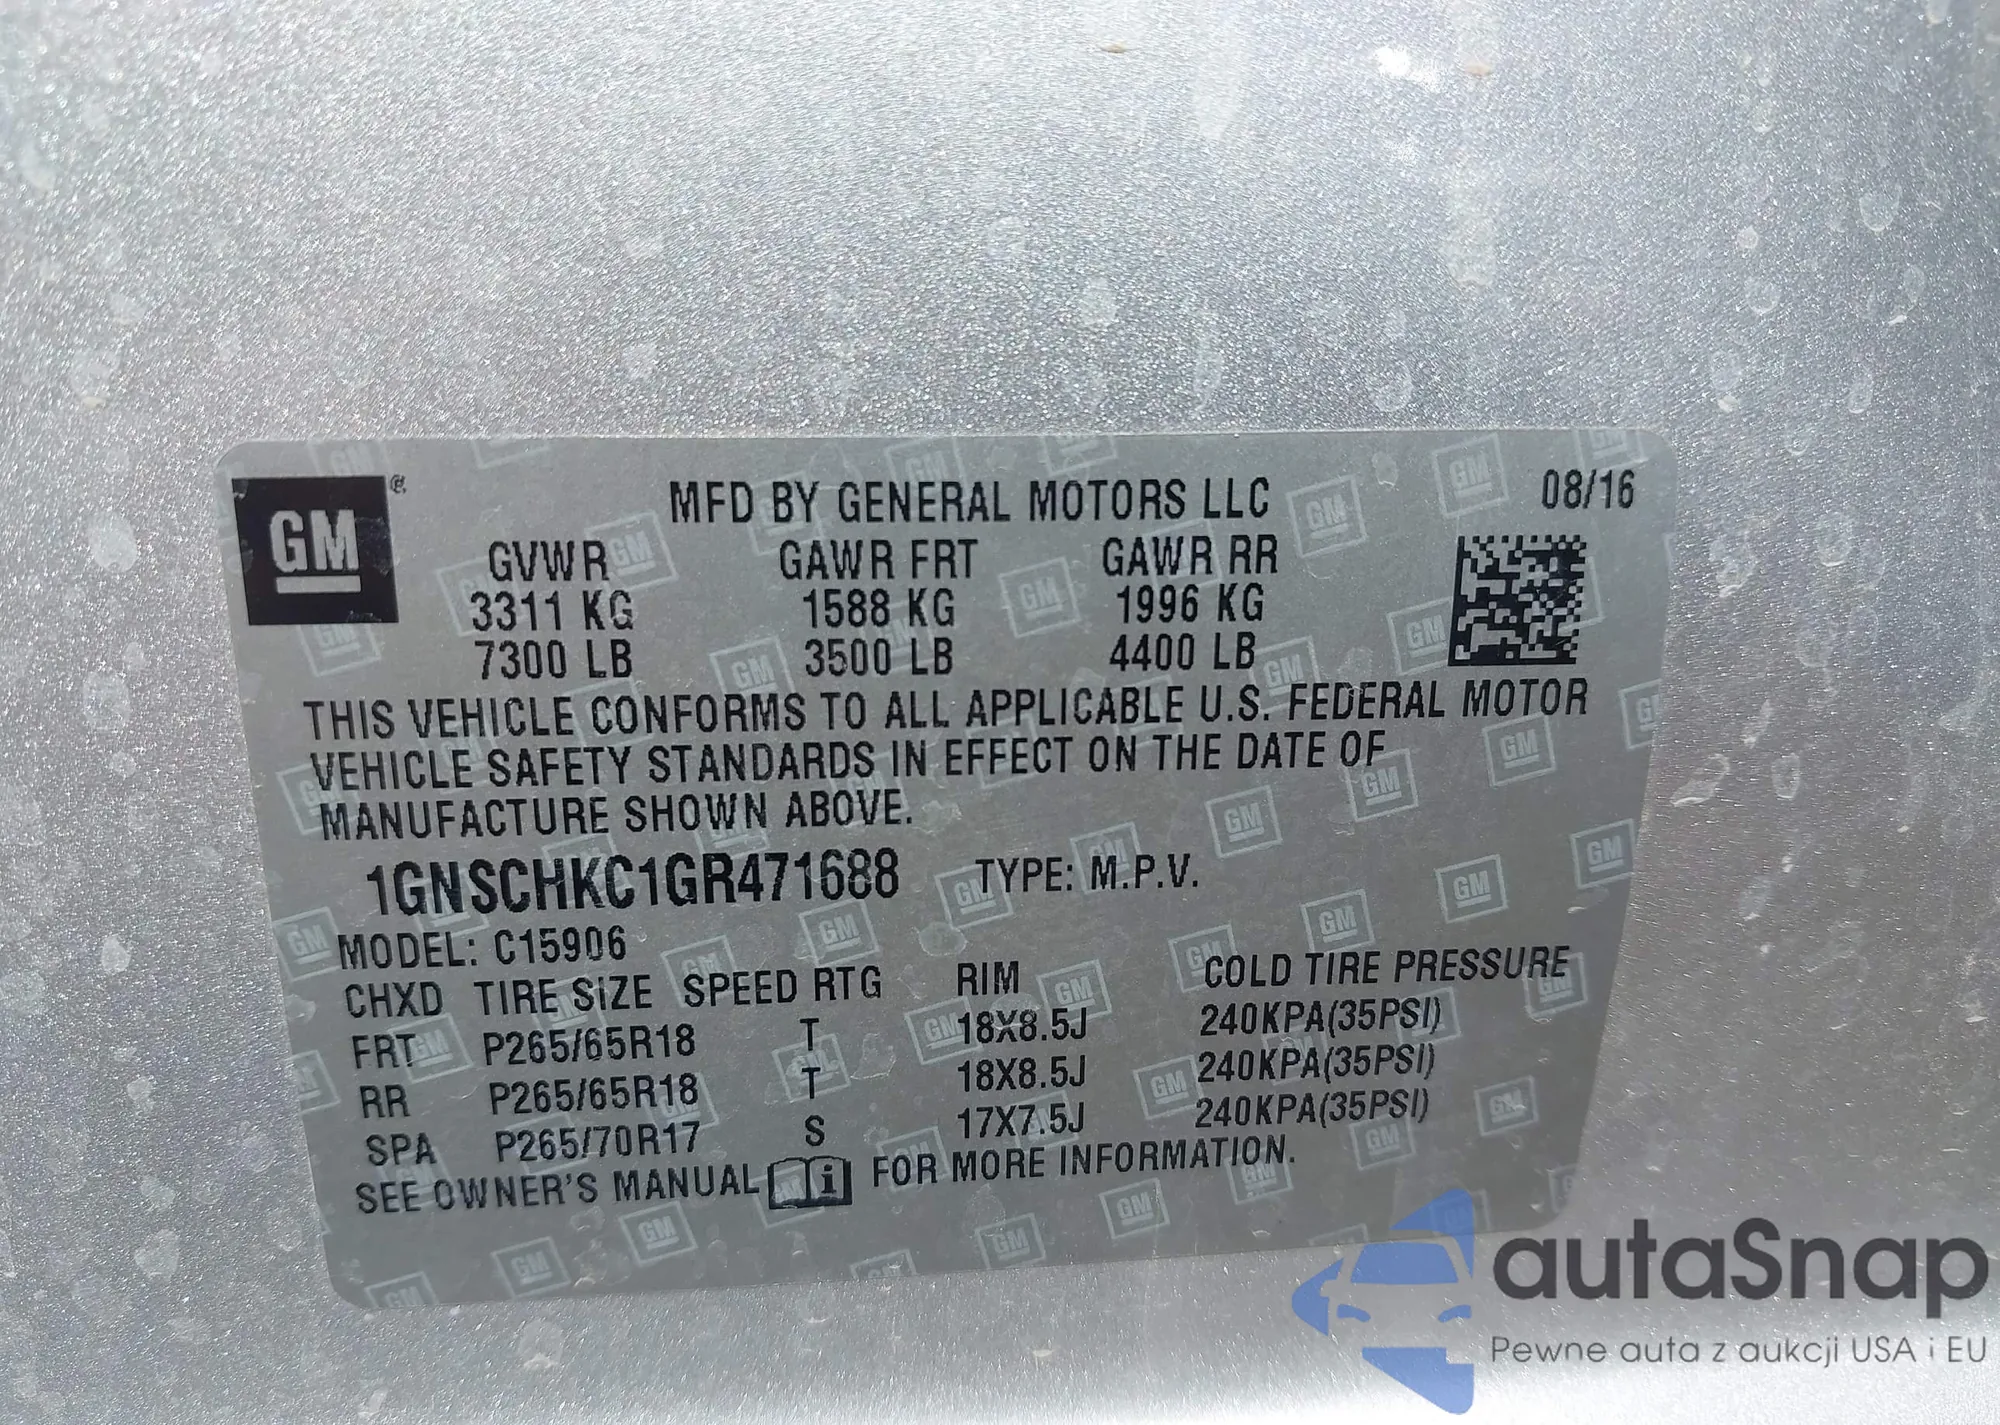 GM
MFD BY GENERAL MOTORS LLC 08/16
GVWR GAWR FRT GAWR RR
3311 KG 1588 KG 1996 KG
7300 LB 3500 LB 4400 LB
THIS VEHICLE CONFORMS TO ALL APPLICABLE U.S. FEDERAL MOTOR
VEHICLE SAFETY STANDARDS IN EFFECT ON THE DATE OF
MANUFACTURE SHOWN ABOVE.
1GNSCHKC1GR471688 TYPE: M.P.V.
MODEL: C15906
CHXD TIRE SIZE SPEED RTG RIM COLD TIRE PRESSURE
FRT P265/65R18 T 18X8.5J 240KPA(35PSI)
RR P265/65R18 T 18X8.5J 240KPA(35PSI)
SPA P265/70R17 S 17X7.5J 240KPA(35PSI)
SEE OWNER'S MANUAL i FOR MORE INFORMATION.
autaSnap
Pewne auta z aukcji USA i EU